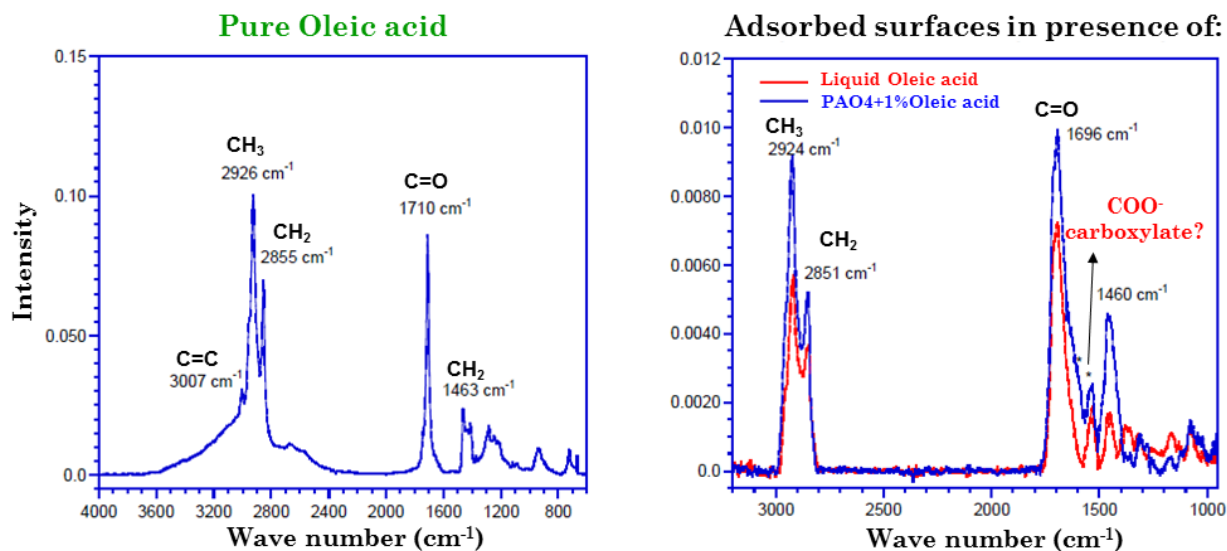 Pure Oleic acid
0.15
0.10
0.050
0.0
Intensity
CH₃
2926 cm⁻¹
CH₂
2855 cm⁻¹
C=C
3007 cm⁻¹
C=O
1710 cm⁻¹
CH₂
1463 cm⁻¹
4000 3200 2400 2000 1600 1200 800
Wave number (cm⁻¹)
Adsorbed surfaces in presence of:
0.012
0.010
0.0080
0.0060
0.0040
0.0020
0.0
Liquid Oleic acid
PAO4+1%Oleic acid
CH₃
2924 cm⁻¹
CH₂
2851 cm⁻¹
C=O
1696 cm⁻¹
COO⁻
carboxylate?
1460 cm⁻¹
* *
3000 2500 2000 1500 1000
Wave number (cm⁻¹)